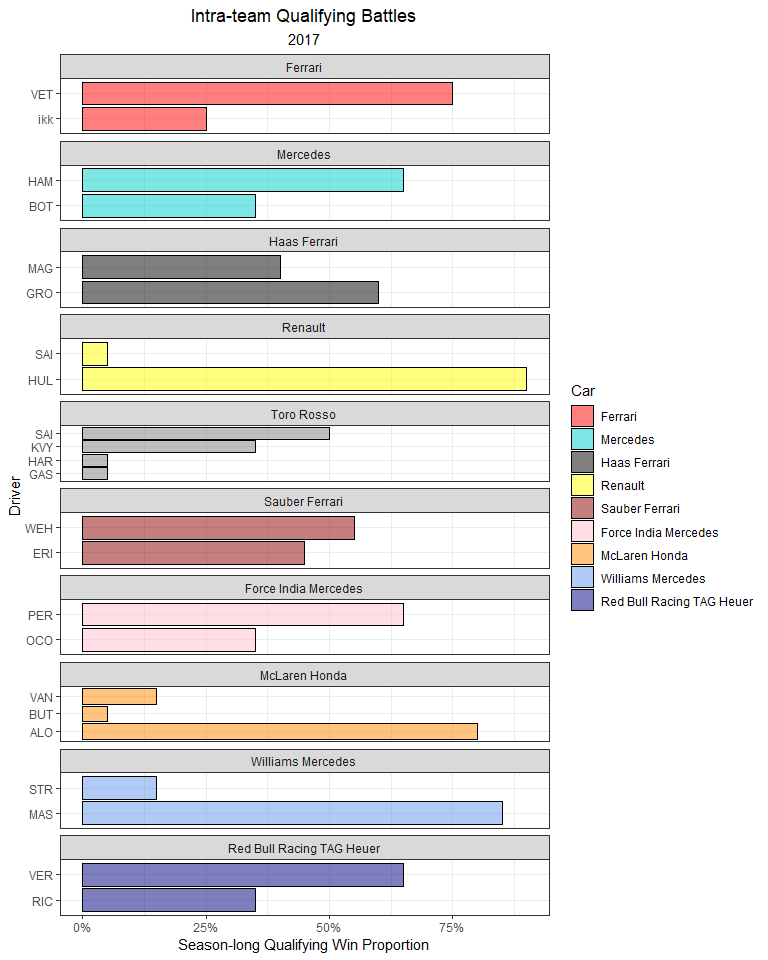 Intra-team Qualifying Battles
2017
Ferrari
VET
ikk
Mercedes
HAM
BOT
Haas Ferrari
MAG
GRO
Renault
SAI
HUL
Toro Rosso
SAI
KVY
HAR
GAS
Sauber Ferrari
WEH
ERI
Force India Mercedes
PER
OCO
McLaren Honda
VAN
BUT
ALO
Williams Mercedes
STR
MAS
Red Bull Racing TAG Heuer
VER
RIC
0% 25% 50% 75%
Season-long Qualifying Win Proportion
Driver
Car
Ferrari
Mercedes
Haas Ferrari
Renault
Sauber Ferrari
Force India Mercedes
McLaren Honda
Williams Mercedes
Red Bull Racing TAG Heuer